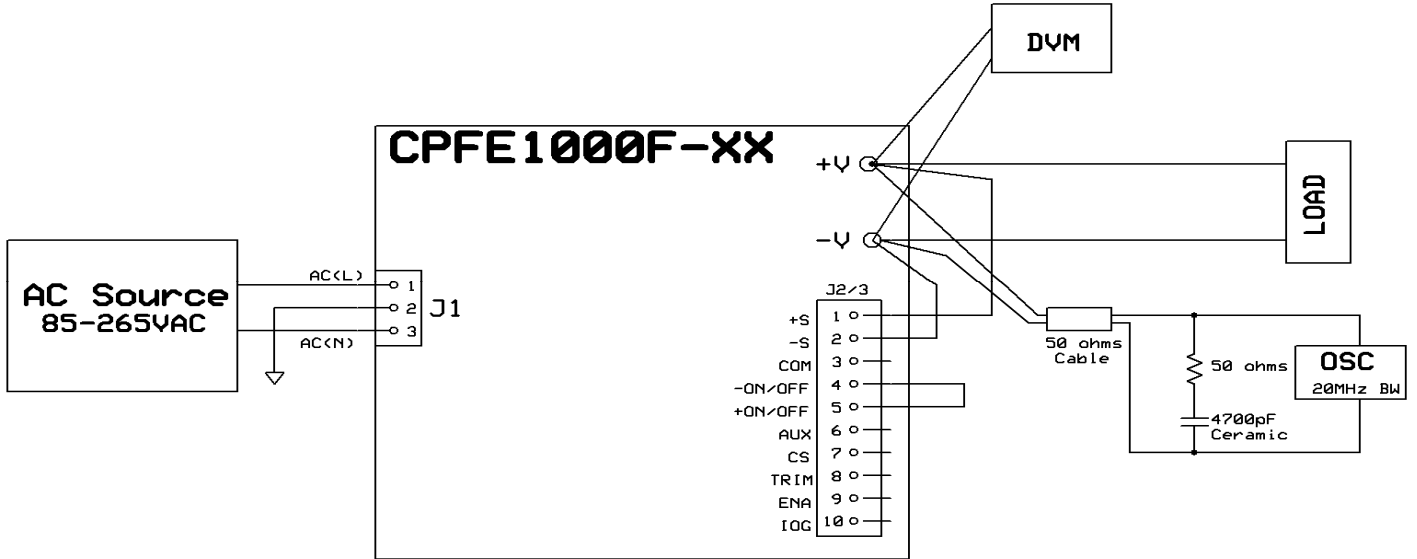 DVM
CPFE1000F-XX
+V
-V
LOAD
AC Source
85-265VAC
AC(L)
AC(N)
1
2
3
J1
J2/3
+S 1
-S 2
COM 3
-ON/OFF 4
+ON/OFF 5
AUX 6
CS 7
TRIM 8
ENA 9
IOG 10
50 ohms
Cable
50 ohms
4700pF
Ceramic
OSC
20MHz BW